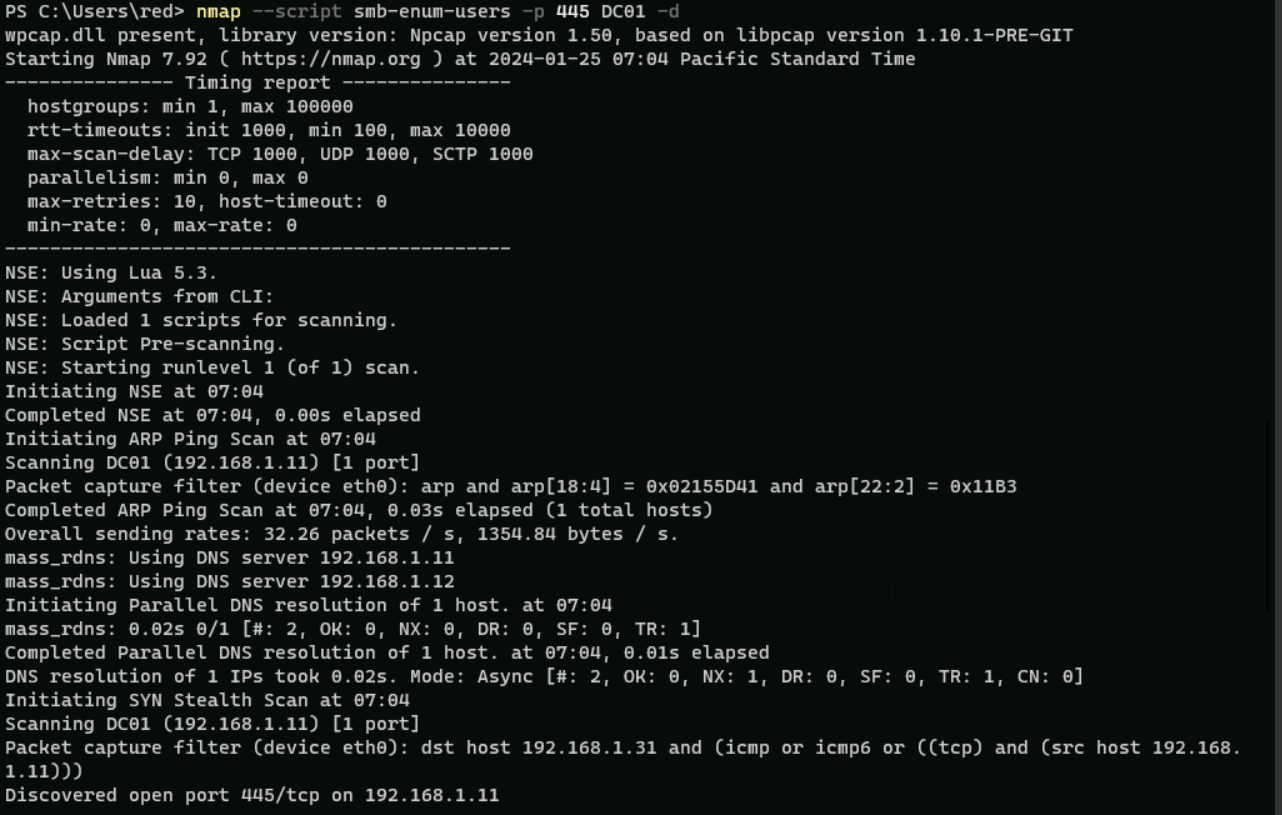 PS C:\Users\red> nmap --script smb-enum-users -p 445 DC01 -d
wpcap.dll present, library version: Npcap version 1.50, based on libpcap version 1.10.1-PRE-GIT
Starting Nmap 7.92 ( https://nmap.org ) at 2024-01-25 07:04 Pacific Standard Time
--------------- Timing report ---------------
  hostgroups: min 1, max 100000
  rtt-timeouts: init 1000, min 100, max 10000
  max-scan-delay: TCP 1000, UDP 1000, SCTP 1000
  parallelism: min 0, max 0
  max-retries: 10, host-timeout: 0
  min-rate: 0, max-rate: 0
---------------------------------------------
NSE: Using Lua 5.3.
NSE: Arguments from CLI:
NSE: Loaded 1 scripts for scanning.
NSE: Script Pre-scanning.
NSE: Starting runlevel 1 (of 1) scan.
Initiating NSE at 07:04
Completed NSE at 07:04, 0.00s elapsed
Initiating ARP Ping Scan at 07:04
Scanning DC01 (192.168.1.11) [1 port]
Packet capture filter (device eth0): arp and arp[18:4] = 0x02155D41 and arp[22:2] = 0x11B3
Completed ARP Ping Scan at 07:04, 0.03s elapsed (1 total hosts)
Overall sending rates: 32.26 packets / s, 1354.84 bytes / s.
mass_rdns: Using DNS server 192.168.1.11
mass_rdns: Using DNS server 192.168.1.12
Initiating Parallel DNS resolution of 1 host. at 07:04
mass_rdns: 0.02s 0/1 [#: 2, OK: 0, NX: 0, DR: 0, SF: 0, TR: 1]
Completed Parallel DNS resolution of 1 host. at 07:04, 0.01s elapsed
DNS resolution of 1 IPs took 0.02s. Mode: Async [#: 2, OK: 0, NX: 1, DR: 0, SF: 0, TR: 1, CN: 0]
Initiating SYN Stealth Scan at 07:04
Scanning DC01 (192.168.1.11) [1 port]
Packet capture filter (device eth0): dst host 192.168.1.31 and (icmp or icmp6 or ((tcp) and (src host 192.168.
1.11)))
Discovered open port 445/tcp on 192.168.1.11